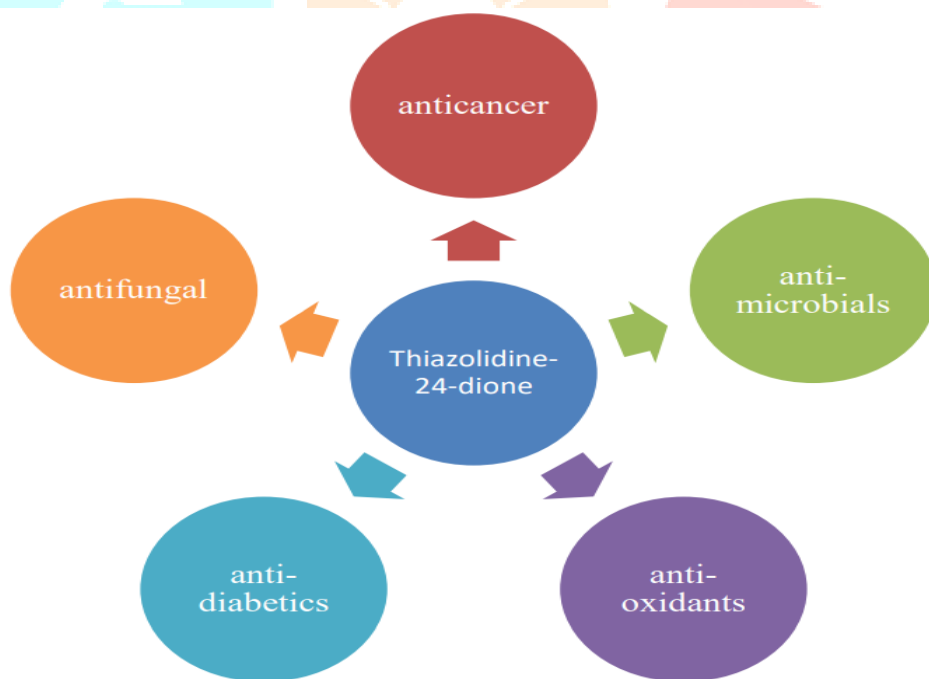 anticancer
antifungal
anti-
microbials
Thiazolidine-
24-dione
anti-
diabetics
anti-
oxidants